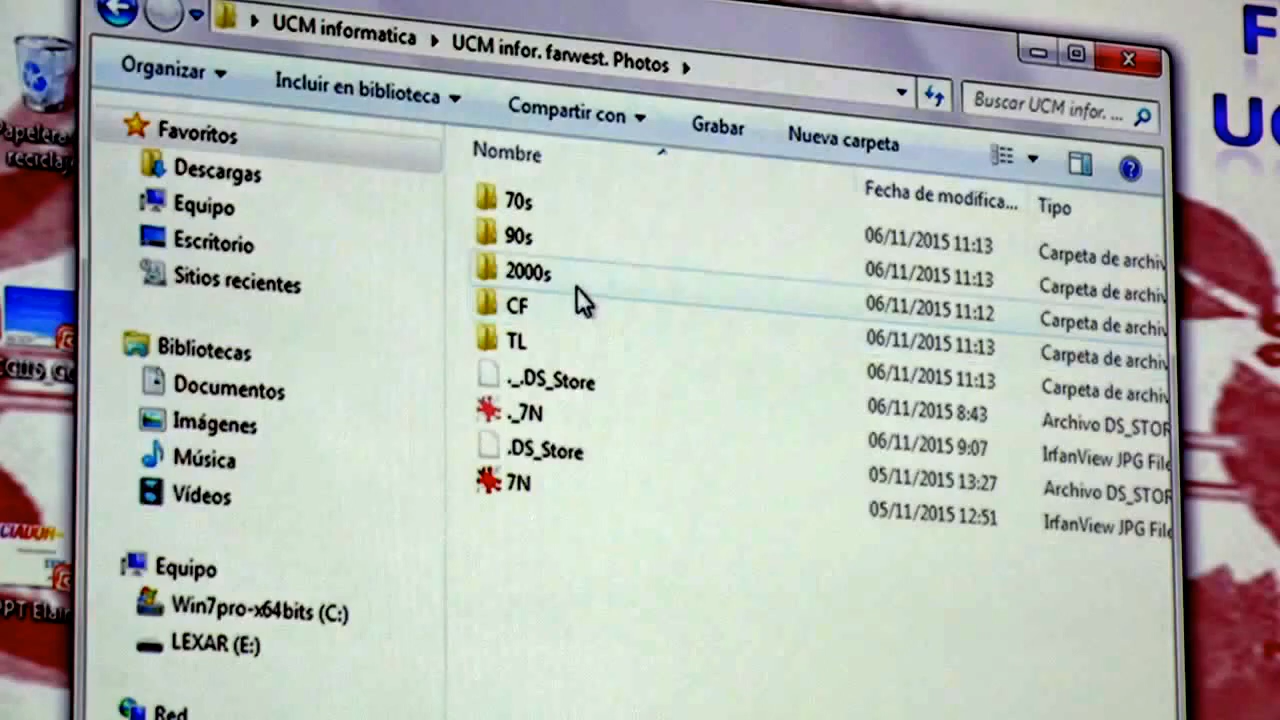 UCM informatica UCM infor. farwest. Photos
Buscar UCM infor. ...
Organizar Incluir en biblioteca Compartir con Grabar Nueva carpeta
Nombre Fecha de modifica... Tipo
70s 06/11/2015 11:13 Carpeta de archiv
90s 06/11/2015 11:13 Carpeta de archiv
2000s 06/11/2015 11:12 Carpeta de archiv
CF 06/11/2015 11:13 Carpeta de archiv
TL 06/11/2015 11:13 Carpeta de archiv
._.DS_Store 06/11/2015 8:43 Archivo DS_STOR
._7N 06/11/2015 9:07 IrfanView JPG File
.DS_Store 05/11/2015 13:27 Archivo DS_STOR
7N 05/11/2015 12:51 IrfanView JPG File
Favoritos
Descargas
Equipo
Escritorio
Sitios recientes
Bibliotecas
Documentos
Imágenes
Música
Vídeos
Equipo
Win7pro-x64bits (C:)
LEXAR (E:)
Red
Papelera
recicla
F
UC